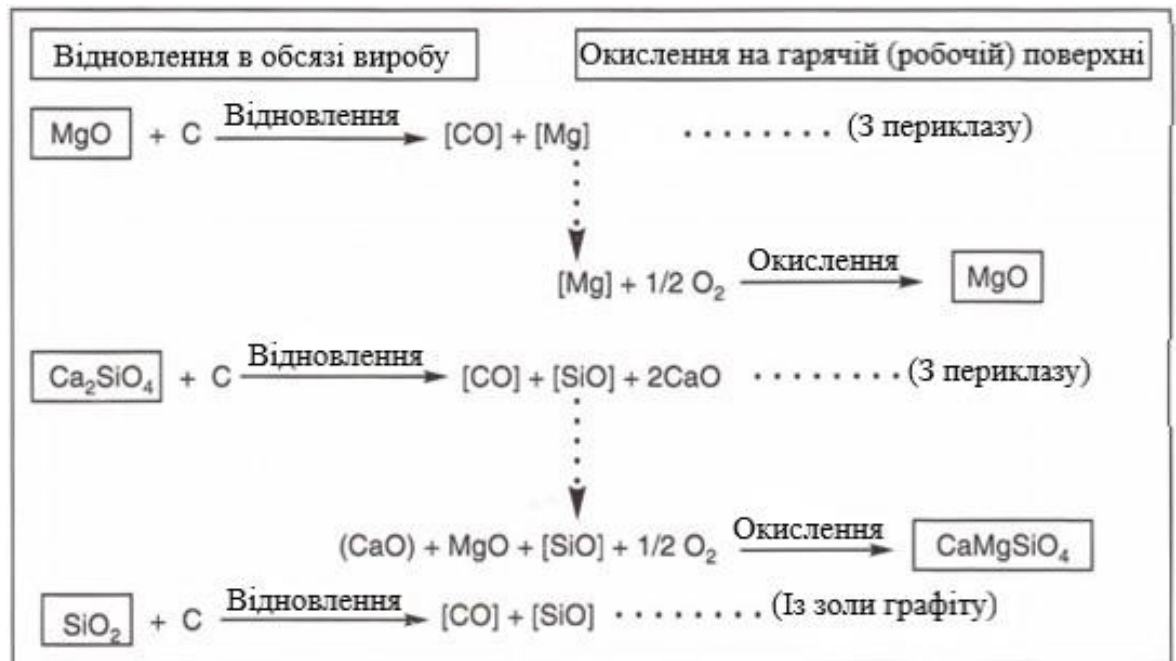 Відновлення в обсязі виробу
Окислення на гарячій (робочій) поверхні
MgO + C Відновлення [CO] + [Mg] ........ (З периклазу)
[Mg] + 1/2 O₂ Окислення MgO
Ca₂SiO₄ + C Відновлення [CO] + [SiO] + 2CaO ........ (З периклазу)
(CaO) + MgO + [SiO] + 1/2 O₂ Окислення CaMgSiO₄
SiO₂ + C Відновлення [CO] + [SiO] ........ (Із золи графіту)